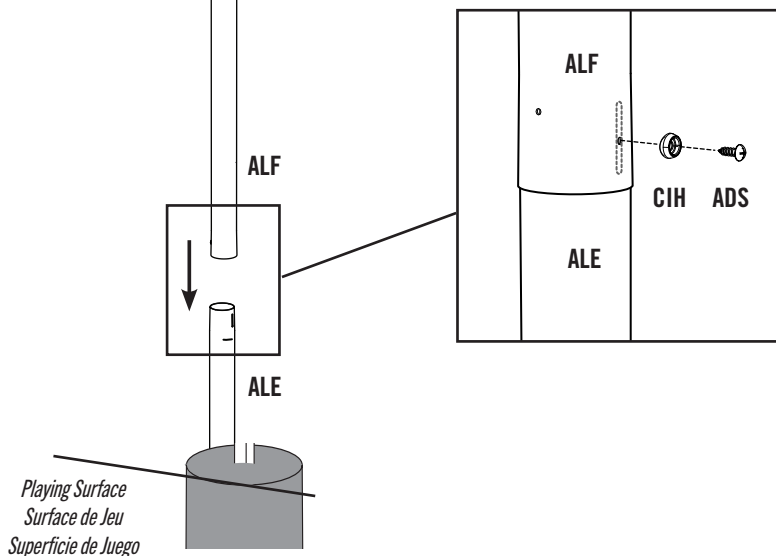 ALF
ALE
Playing Surface
Surface de Jeu
Superficie de Juego
ALF
CIH ADS
ALE